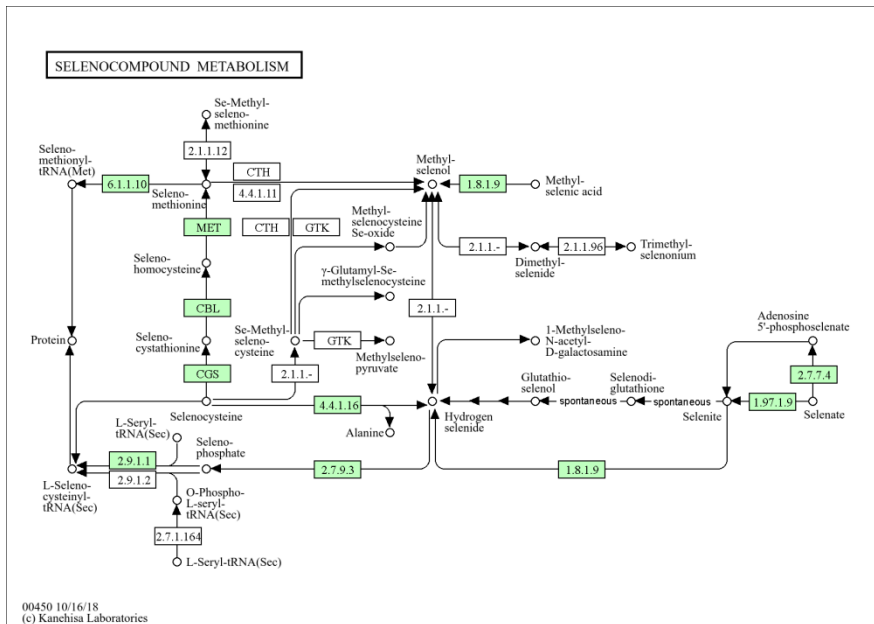 SELENOCOMPOUND METABOLISM
Se-Methyl-
seleno-
methionine
2.1.1.12
Seleno-
methionyl-
tRNA(Met)
6.1.1.10
Seleno-
methionine
CTH
4.4.1.11
Methyl-
selenol
1.8.1.9
Methyl-
selenic acid
MET
CTH
GTK
Methyl-
selenocysteine
Se-oxide
2.1.1.-
Dimethyl-
selenide
2.1.1.96
Trimethyl-
selenonium
Seleno-
homocysteine
γ-Glutamyl-Se-
methylselenocysteine
CBL
2.1.1.-
Protein
Seleno-
cystathionine
Se-Methyl-
seleno-
cysteine
GTK
Methylseleno-
pyruvate
1-Methylseleno-
N-acetyl-
D-galactosamine
Adenosine
5'-phosphoselenate
CGS
2.1.1.-
2.7.7.4
Selenocysteine
4.4.1.16
Alanine
Hydrogen
selenide
Glutathio-
selenol
spontaneous
Selenodi-
glutathione
spontaneous
Selenite
1.97.1.9
Selenate
L-Seryl-
tRNA(Sec)
2.9.1.1
2.9.1.2
Seleno-
phosphate
2.7.9.3
1.8.1.9
L-Seleno-
cysteinyl-
tRNA(Sec)
O-Phospho-
L-seryl-
tRNA(Sec)
2.7.1.164
L-Seryl-tRNA(Sec)
00450 10/16/18
(c) Kanehisa Laboratories